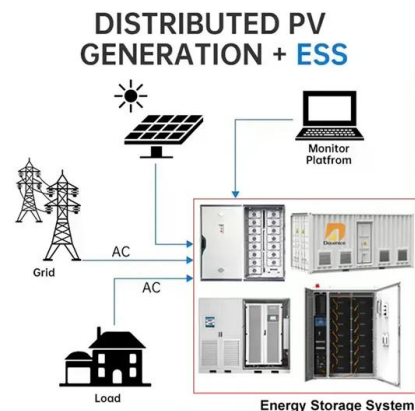 DISTRIBUTED PV
GENERATION + ESS
Monitor
Platfrom
AC
Grid
AC
Load
Energy Storage System